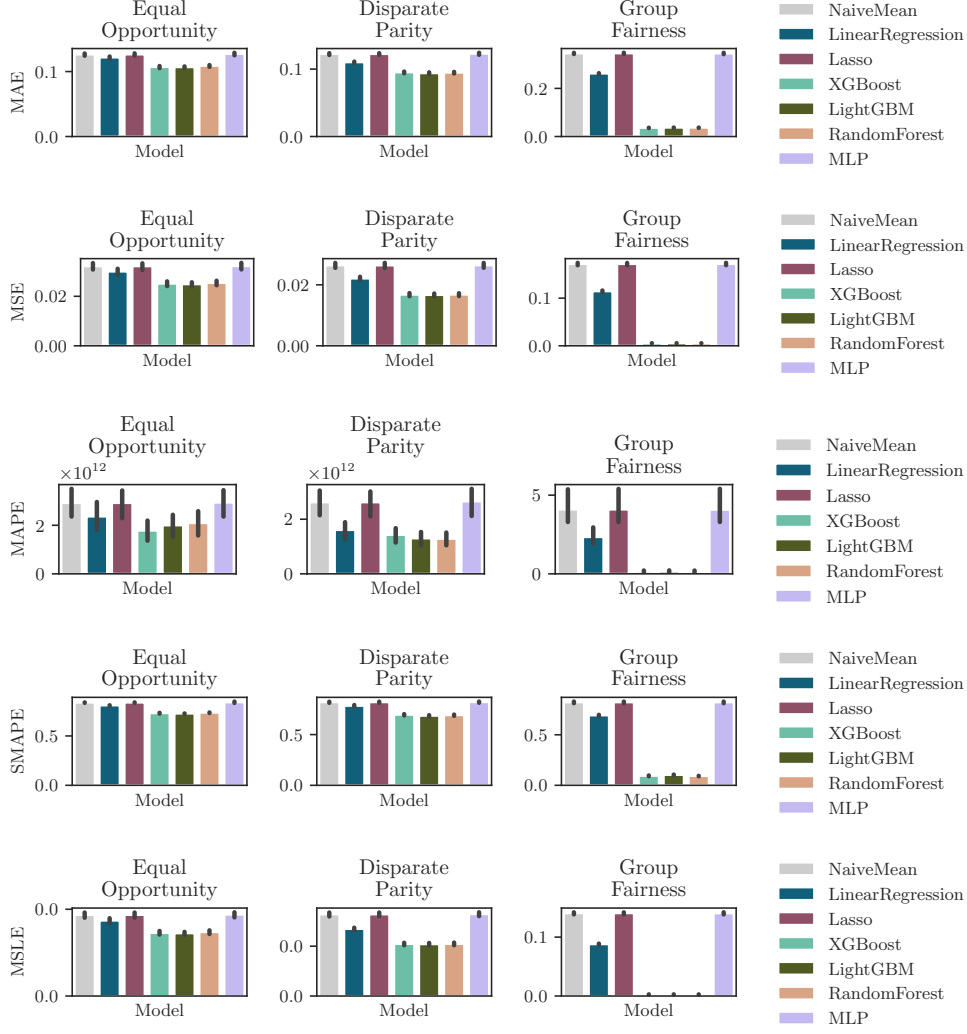 Equal
Opportunity
Disparate
Parity
Group
Fairness
MAE
0.1
0.0
Model
0.1
0.0
Model
0.2
0.0
Model
NaiveMean
LinearRegression
Lasso
XGBoost
LightGBM
RandomForest
MLP
Equal
Opportunity
Disparate
Parity
Group
Fairness
MSE
0.02
0.00
Model
0.02
0.00
Model
0.1
0.0
Model
NaiveMean
LinearRegression
Lasso
XGBoost
LightGBM
RandomForest
MLP
Equal
Opportunity
Disparate
Parity
Group
Fairness
MAPE
×10¹²
2
0
Model
×10¹²
2
0
Model
5
0
Model
NaiveMean
LinearRegression
Lasso
XGBoost
LightGBM
RandomForest
MLP
Equal
Opportunity
Disparate
Parity
Group
Fairness
SMAPE
0.5
0.0
Model
0.5
0.0
Model
0.5
0.0
Model
NaiveMean
LinearRegression
Lasso
XGBoost
LightGBM
RandomForest
MLP
Equal
Opportunity
Disparate
Parity
Group
Fairness
MSLE
0.0
0.0
Model
0.0
0.0
Model
0.1
0.0
Model
NaiveMean
LinearRegression
Lasso
XGBoost
LightGBM
RandomForest
MLP